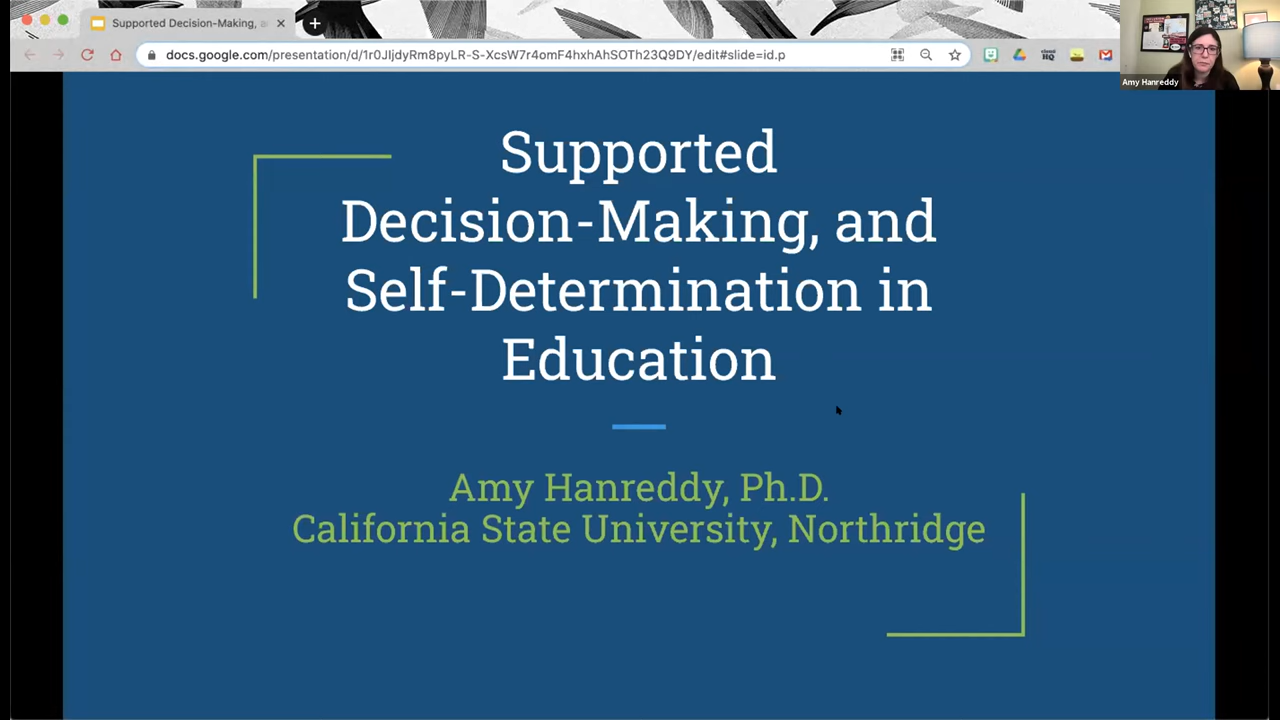 Supported Decision-Making, a
docs.google.com/presentation/d/1r0JIjdyRm8pyLR-S-XcsW7r4omF4hxhAhSOTh23Q9DY/edit#slide=id.p
Amy Hanreddy
Supported
Decision-Making, and
Self-Determination in
Education
Amy Hanreddy, Ph.D.
California State University, Northridge